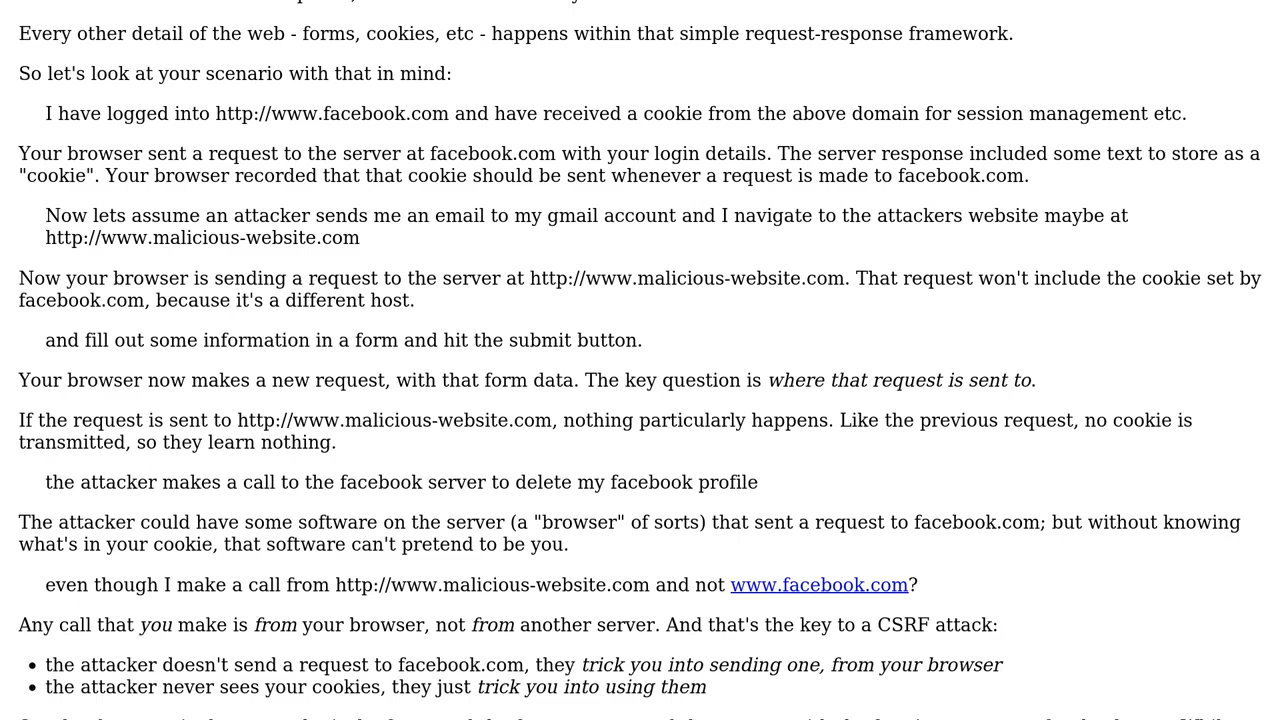 Every other detail of the web - forms, cookies, etc - happens within that simple request-response framework.
So let's look at your scenario with that in mind:
I have logged into http://www.facebook.com and have received a cookie from the above domain for session management etc.
Your browser sent a request to the server at facebook.com with your login details. The server response included some text to store as a
"cookie". Your browser recorded that that cookie should be sent whenever a request is made to facebook.com.
Now lets assume an attacker sends me an email to my gmail account and I navigate to the attackers website maybe at
http://www.malicious-website.com
Now your browser is sending a request to the server at http://www.malicious-website.com. That request won't include the cookie set by
facebook.com, because it's a different host.
and fill out some information in a form and hit the submit button.
Your browser now makes a new request, with that form data. The key question is where that request is sent to.
If the request is sent to http://www.malicious-website.com, nothing particularly happens. Like the previous request, no cookie is
transmitted, so they learn nothing.
the attacker makes a call to the facebook server to delete my facebook profile
The attacker could have some software on the server (a "browser" of sorts) that sent a request to facebook.com; but without knowing
what's in your cookie, that software can't pretend to be you.
even though I make a call from http://www.malicious-website.com and not www.facebook.com?
Any call that you make is from your browser, not from another server. And that's the key to a CSRF attack:
• the attacker doesn't send a request to facebook.com, they trick you into sending one, from your browser
• the attacker never sees your cookies, they just trick you into using them